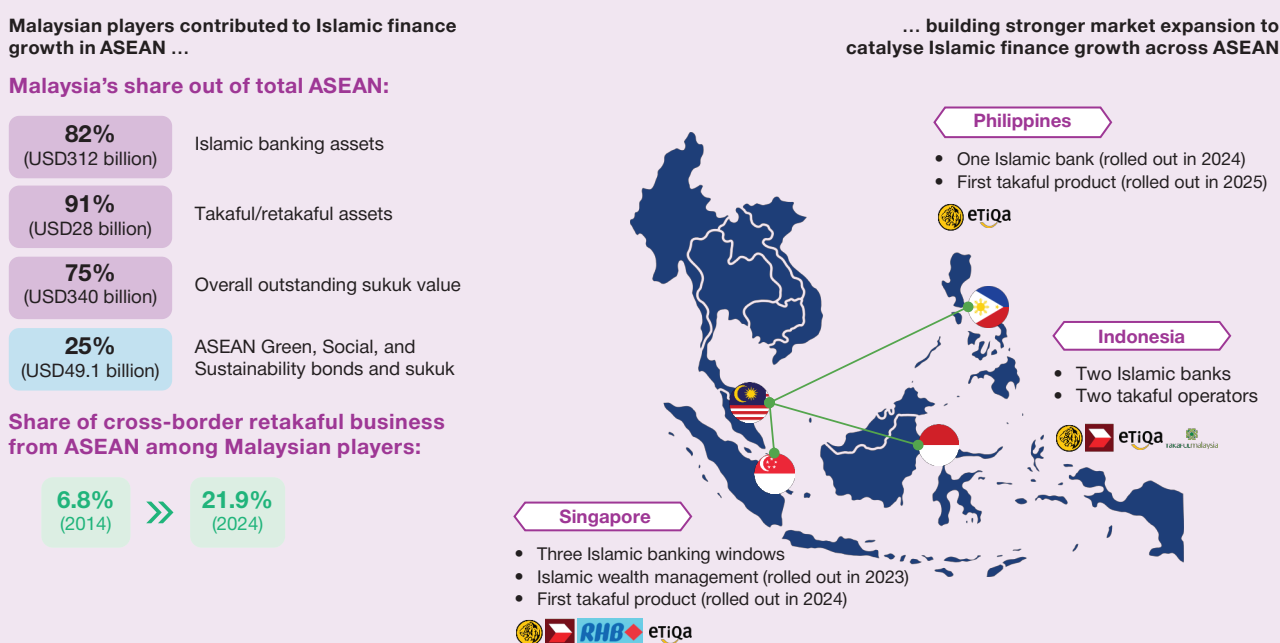 Malaysian players contributed to Islamic finance
growth in ASEAN ...
Malaysia's share out of total ASEAN:
82%
(USD312 billion)
Islamic banking assets
91%
(USD28 billion)
Takaful/retakaful assets
75%
(USD340 billion)
Overall outstanding sukuk value
25%
(USD49.1 billion)
ASEAN Green, Social, and
Sustainability bonds and sukuk
Share of cross-border retakaful business
from ASEAN among Malaysian players:
6.8%
(2014)
21.9%
(2024)
... building stronger market expansion to
catalyse Islamic finance growth across ASEAN
Philippines
• One Islamic bank (rolled out in 2024)
• First takaful product (rolled out in 2025)
eTiQa
Indonesia
• Two Islamic banks
• Two takaful operators
eTiQa
TAKAFULmalaysia
Singapore
• Three Islamic banking windows
• Islamic wealth management (rolled out in 2023)
• First takaful product (rolled out in 2024)
RHB eTiQa